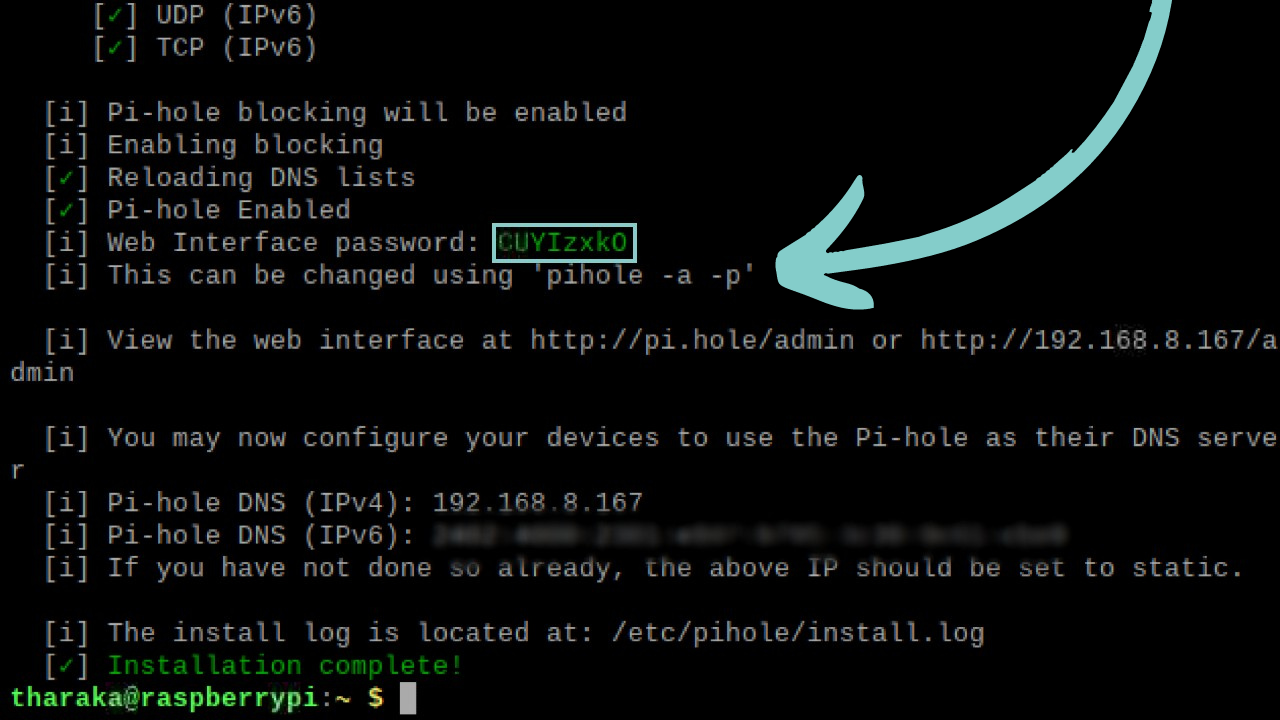 [✓] UDP (IPv6)
[✓] TCP (IPv6)
[i] Pi-hole blocking will be enabled
[i] Enabling blocking
[✓] Reloading DNS lists
[✓] Pi-hole Enabled
[i] Web Interface password: CUYIzxkO
[i] This can be changed using 'pihole -a -p'
[i] View the web interface at http://pi.hole/admin or http://192.168.8.167/a
dmin
[i] You may now configure your devices to use the Pi-hole as their DNS serve
r
[i] Pi-hole DNS (IPv4): 192.168.8.167
[i] Pi-hole DNS (IPv6):
[i] If you have not done so already, the above IP should be set to static.
[i] The install log is located at: /etc/pihole/install.log
[✓] Installation complete!
tharaka@raspberrypi:~ $